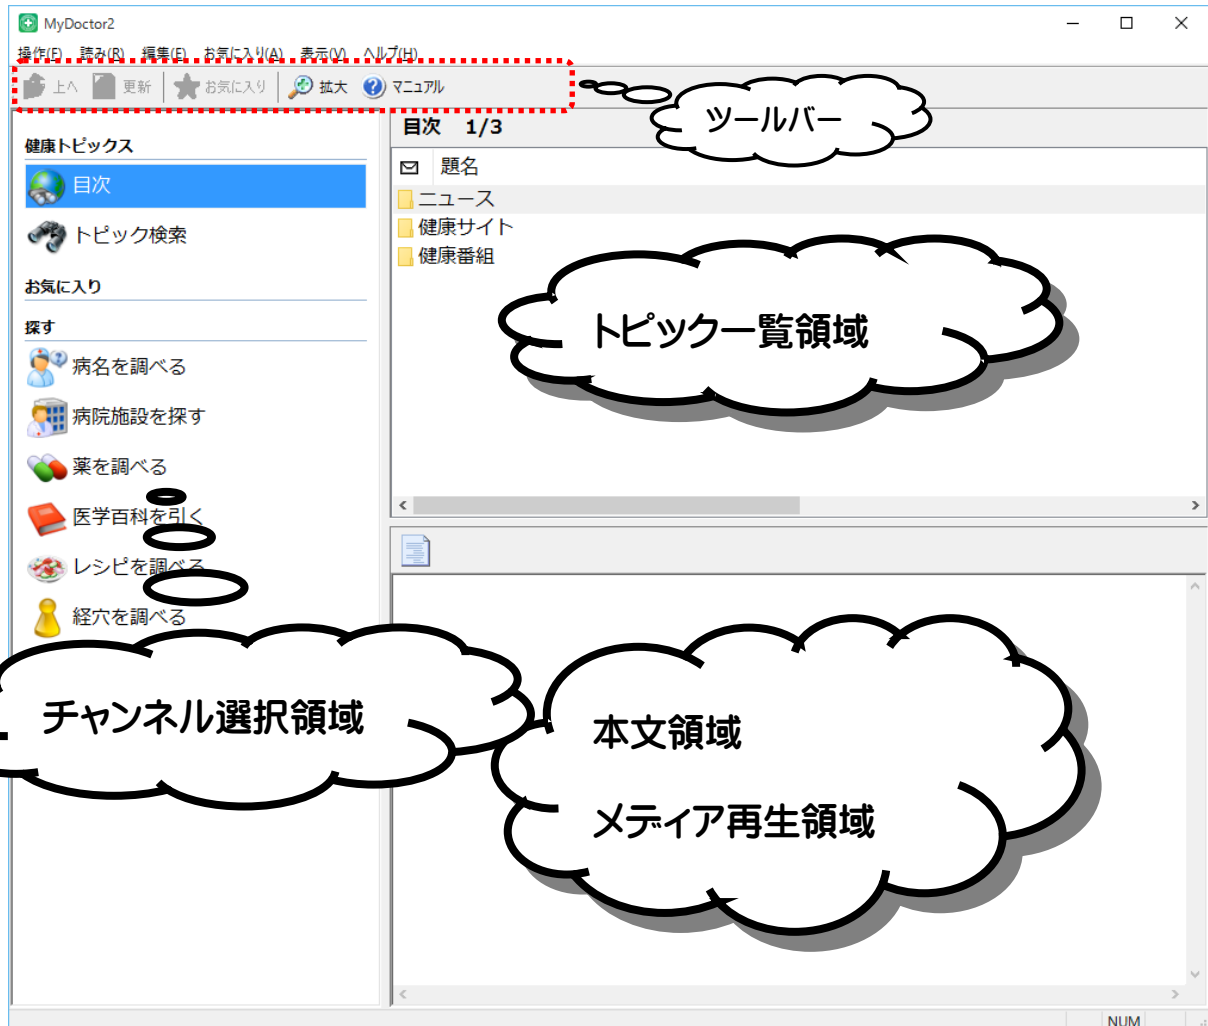 MyDoctor2
操作(F) 読み(R) 編集(E) お気に入り(A) 表示(V) ヘルプ(H)
上へ 更新 お気に入り 拡大 マニュアル
ツールバー
健康トピックス
目次
トピック検索
お気に入り
探す
病名を調べる
病院施設を探す
薬を調べる
医学百科を引く
レシピを調べる
経穴を調べる
チャンネル選択領域
目次 1/3
題名
ニュース
健康サイト
健康番組
トピック一覧領域
本文領域
メディア再生領域
NUM